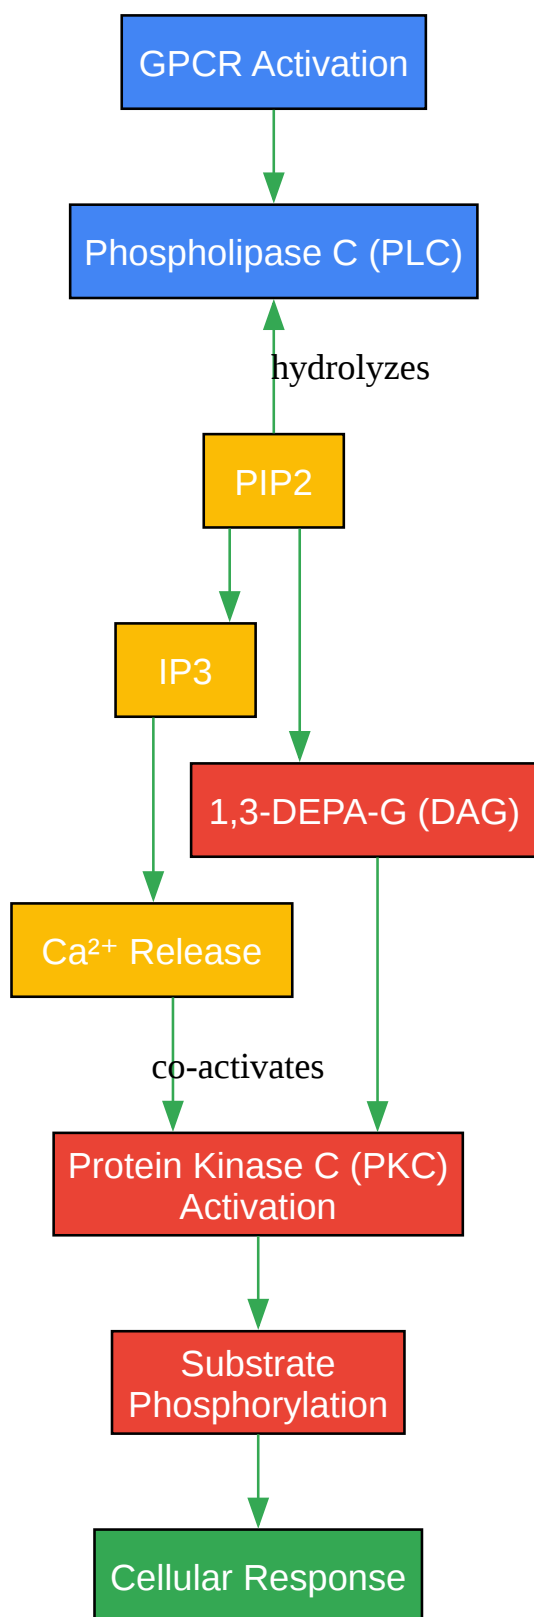 GPCR Activation
Phospholipase C (PLC)
hydrolyzes
PIP2
IP3
1,3-DEPA-G (DAG)
Ca²⁺ Release
co-activates
Protein Kinase C (PKC)
Activation
Substrate
Phosphorylation
Cellular Response